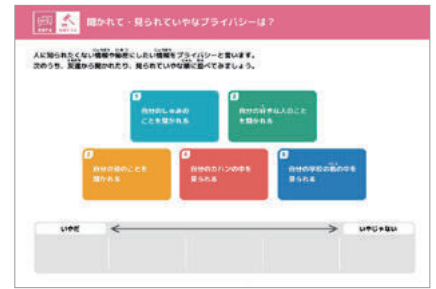 聞かれて・見られていやなプライバシーは？
人に知られたくない情報や秘密にしたい情報をプライバシーと言います。
次のうち、友達から聞かれたり、見られていやな順に並べてみましょう。
1
自分のしゅみの
ことを聞かれる
2
自分の好きな人のこと
を聞かれる
3
自分の
のことを
聞かれる
4
自分のカバンの中を
見られる
5
自分の学校の机の中を
見られる
いやだ
いやじゃない